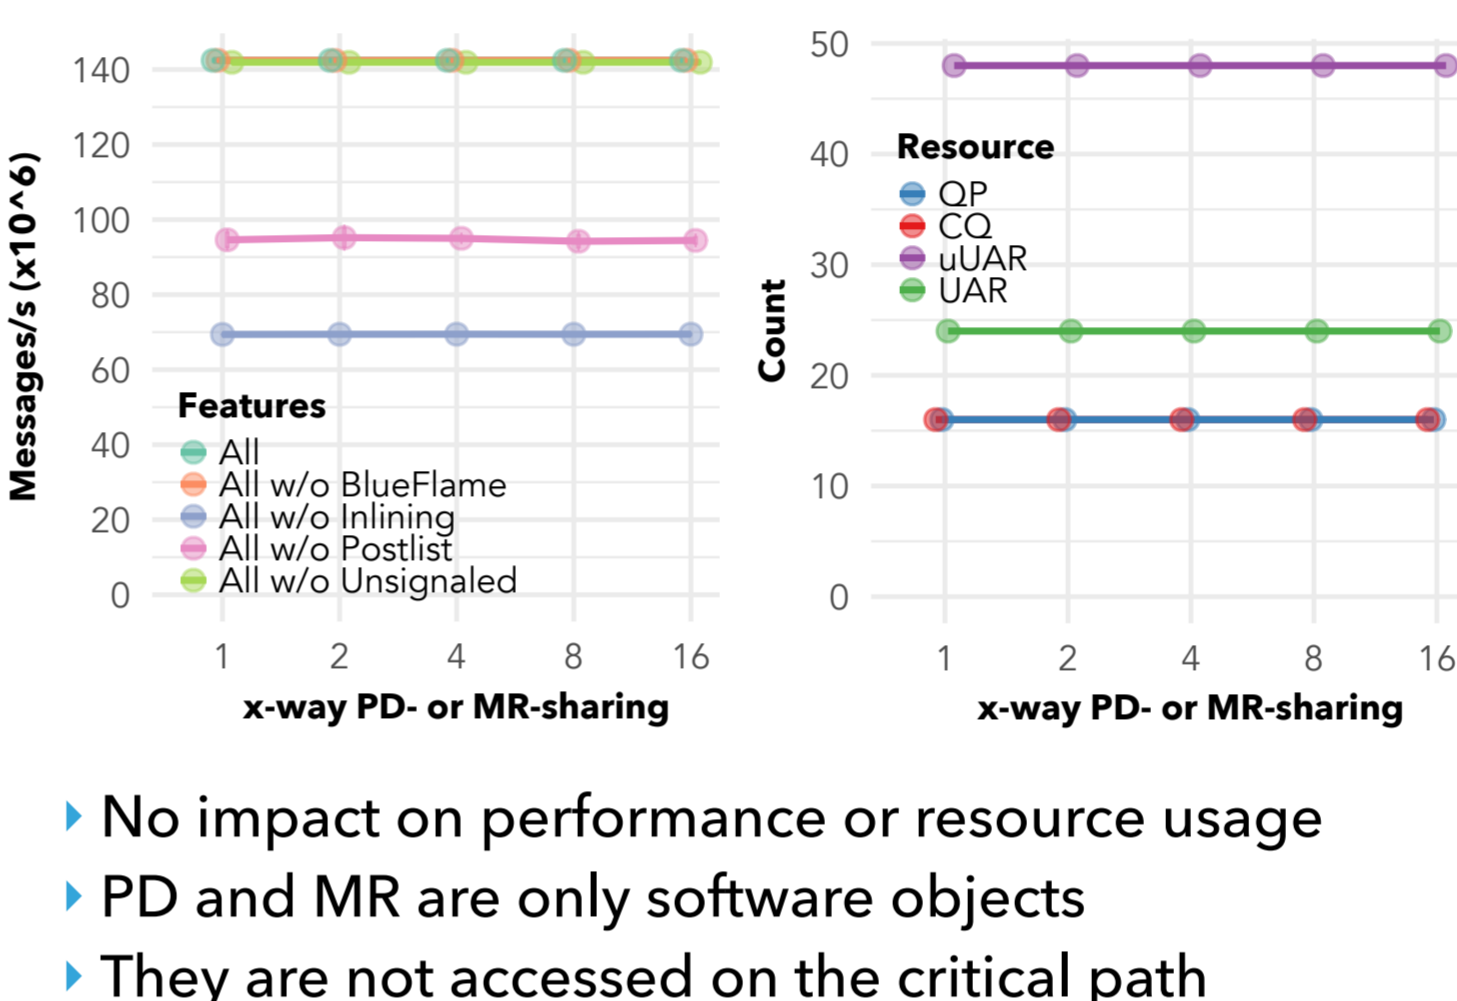 Messages/s (x10^6)
140
120
100
80
60
40
20
0
Features
All
All w/o BlueFlame
All w/o Inlining
All w/o Postlist
All w/o Unsignaled
1 2 4 8 16
x-way PD- or MR-sharing
Count
50
40
30
20
10
0
Resource
QP
CQ
uUAR
UAR
1 2 4 8 16
x-way PD- or MR-sharing
No impact on performance or resource usage
PD and MR are only software objects
They are not accessed on the critical path